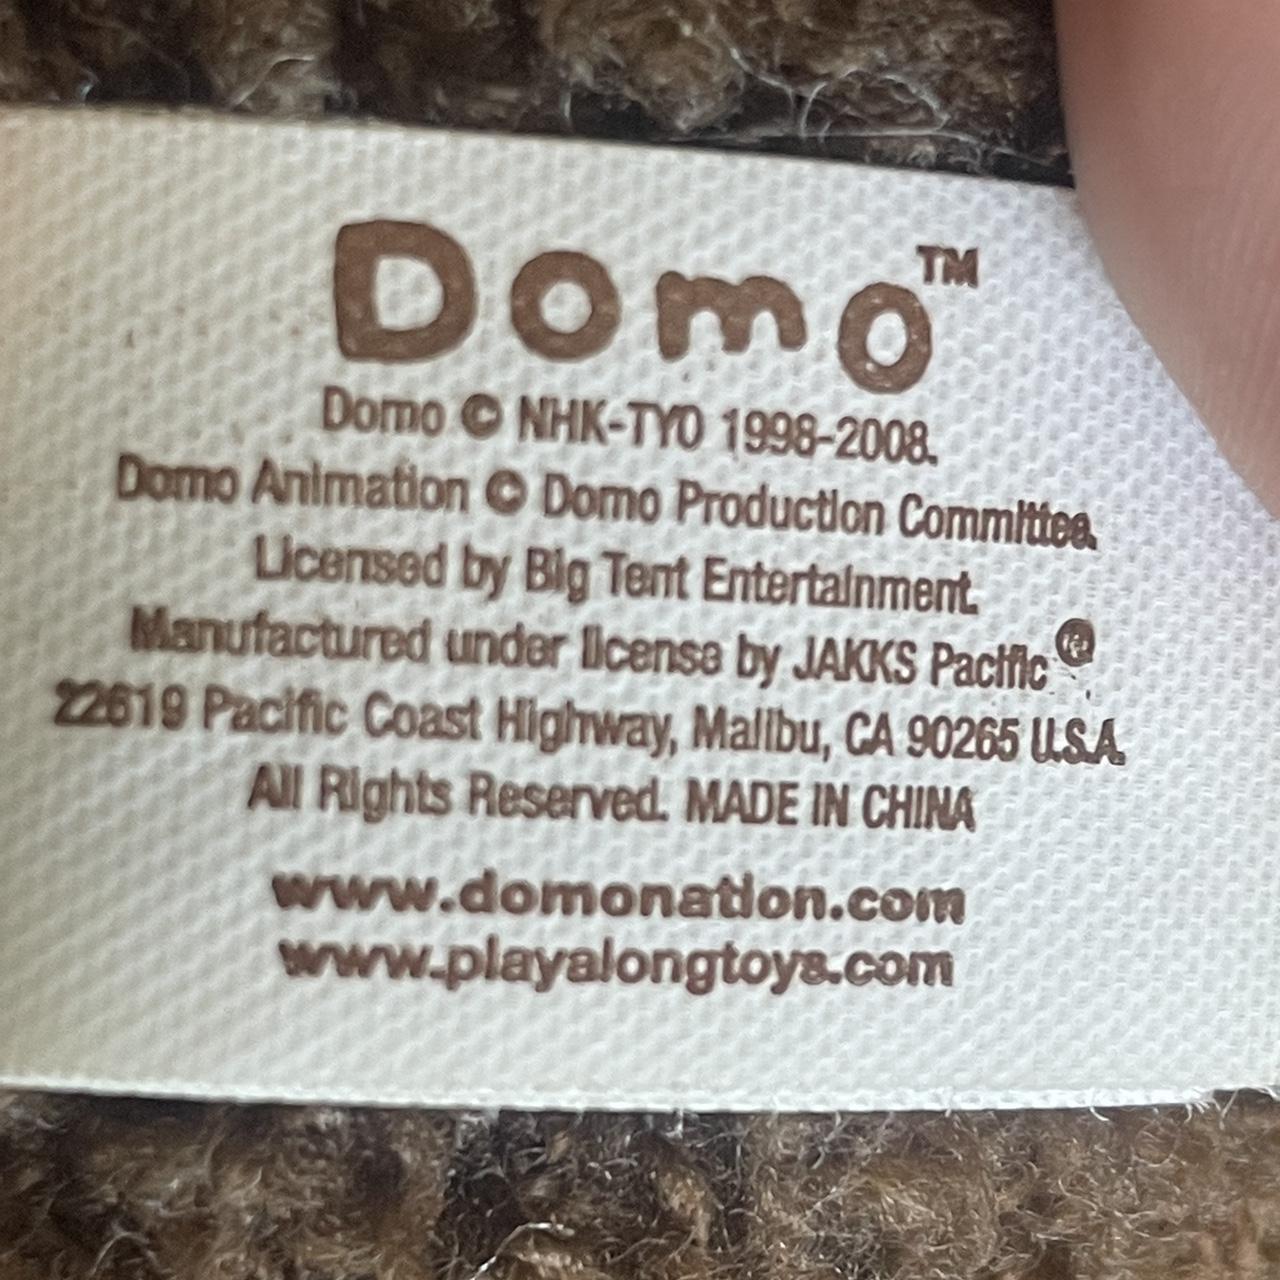 Domo™
Domo © NHK-TYO 1998-2008.
Domo Animation © Domo Production Committee.
Licensed by Big Tent Entertainment.
Manufactured under license by JAKKS Pacific®
22619 Pacific Coast Highway, Malibu, CA 90265 U.S.A.
All Rights Reserved. MADE IN CHINA
www.domonation.com
www.playalongtoys.com